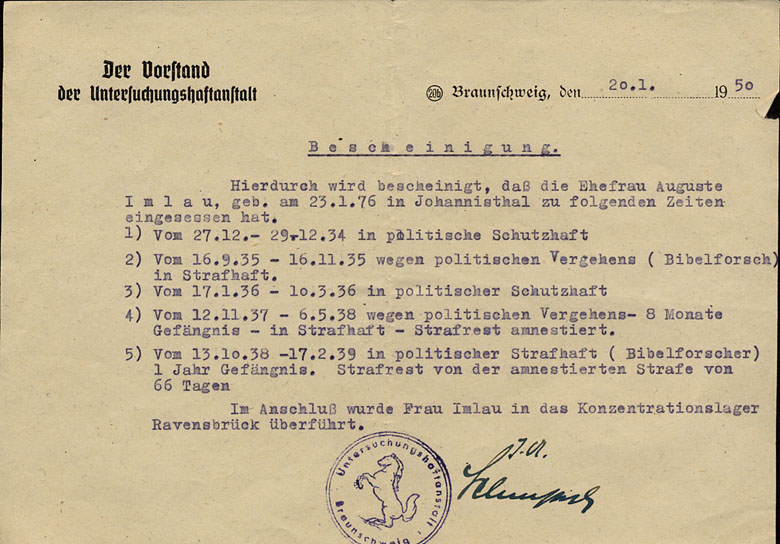 Der Vorstand
der Untersuchungshaftanstalt
20b Braunschweig, den 20.1. 1950
Bescheinigung.
Hierdurch wird bescheinigt, daß die Ehefrau Auguste
Imlau, geb. am 23.1.76 in Johannisthal zu folgenden Zeiten
eingesessen hat.
1) Vom 27.12.- 29.12.34 in politische Schutzhaft
2) Vom 16.9.35 - 16.11.35 wegen politischen Vergehens ( Bibelforsch)
in Strafhaft.
3) Vom 17.1.36 - 10.3.36 in politischer Schutzhaft
4) Vom 12.11.37 - 6.5.38 wegen politischen Vergehens- 8 Monate
Gefängnis - in Strafhaft - Strafrest amnestiert.
5) Vom 13.10.38 -17.2.39 in politischer Strafhaft ( Bibelforscher)
1 Jahr Gefängnis. Strafrest von der amnestierten Strafe von
66 Tagen
Im Anschluß wurde Frau Imlau in das Konzentrationslager
Ravensbrück überführt.
I.A.
Untersuchungshaftanstalt
Braunschweig